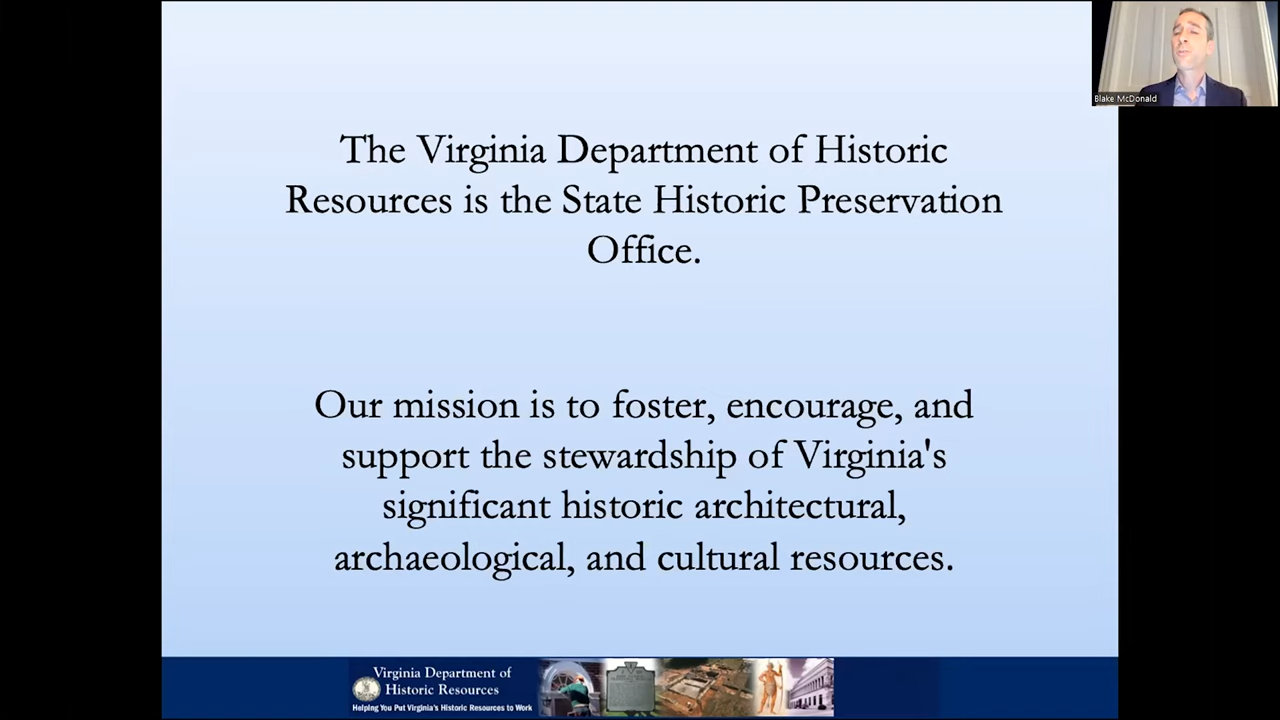 Blake McDonald
The Virginia Department of Historic
Resources is the State Historic Preservation
Office.
Our mission is to foster, encourage, and
support the stewardship of Virginia's
significant historic architectural,
archaeological, and cultural resources.
Virginia Department of
Historic Resources
Helping You Put Virginia's Historic Resources to Work